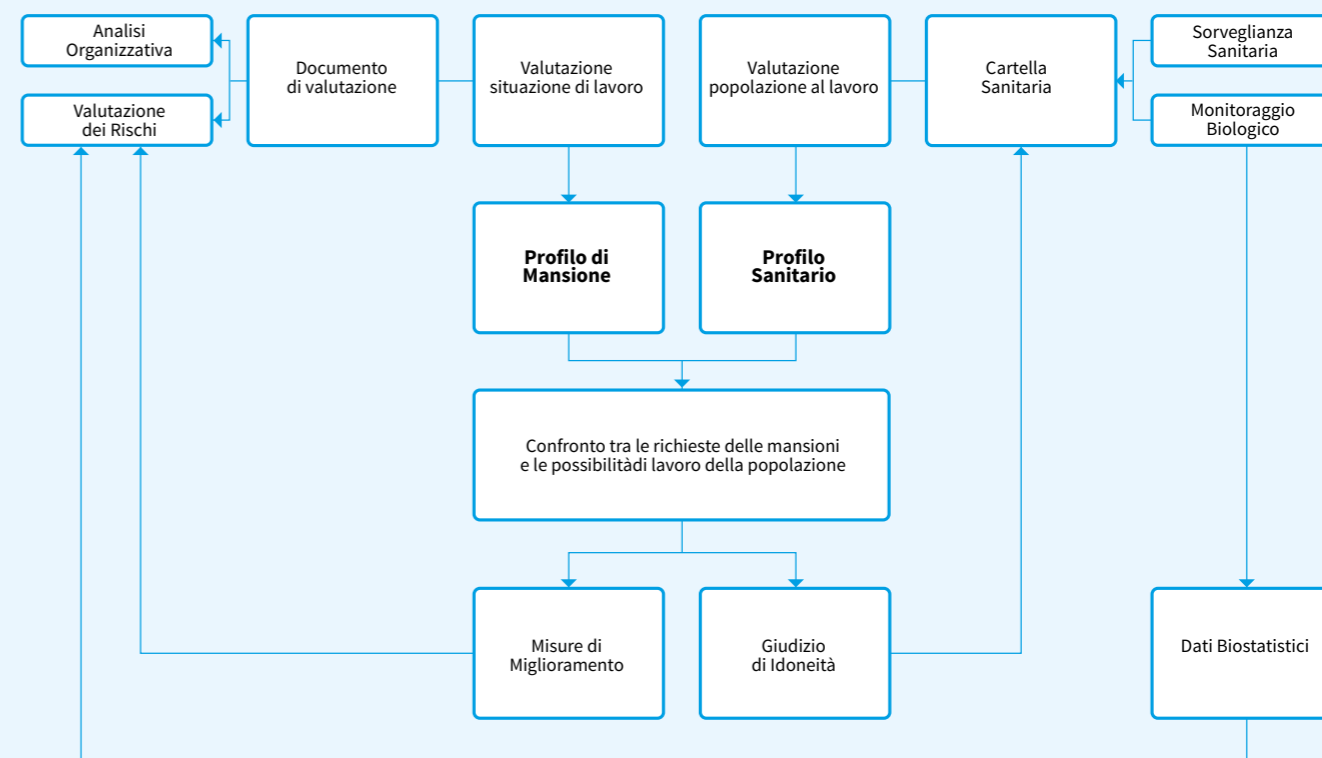 Analisi
Organizzativa
Valutazione
dei Rischi
Documento
di valutazione
Valutazione
situazione di lavoro
Valutazione
popolazione al lavoro
Cartella
Sanitaria
Sorveglianza
Sanitaria
Monitoraggio
Biologico
Profilo di
Mansione
Profilo
Sanitario
Confronto tra le richieste delle mansioni
e le possibilitàdi lavoro della popolazione
Misure di
Miglioramento
Giudizio
di Idoneità
Dati Biostatistici